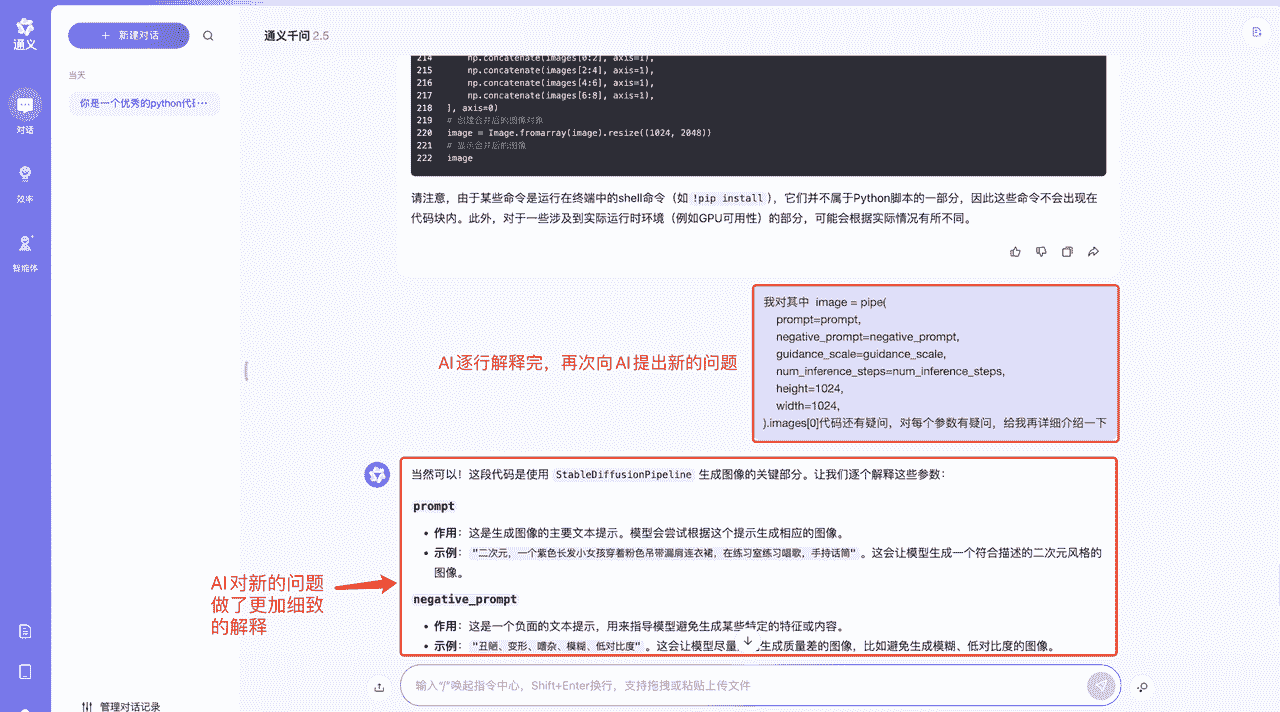 通义
新建对话
通义千问 2.5
当天
你是一个优秀的python代码···
对话
效率
智能体
214 np.concatenate(images[0:2], axis=1),
215 np.concatenate(images[2:4], axis=1),
216 np.concatenate(images[4:6], axis=1),
217 np.concatenate(images[6:8], axis=1),
218 ], axis=0)
219 # 创建合并后的图像对象
220 image = Image.fromarray(image).resize((1024, 2048))
221 # 显示合并后的图像
222 image
请注意，由于某些命令是运行在终端中的shell命令（如 !pip install ），它们并不属于Python脚本的一部分，因此这些命令不会出现在
代码块内。此外，对于一些涉及到实际运行时环境（例如GPU可用性）的部分，可能会根据实际情况有所不同。
我对其中 image = pipe(
prompt=prompt,
negative_prompt=negative_prompt,
guidance_scale=guidance_scale,
num_inference_steps=num_inference_steps,
height=1024,
width=1024,
).images[0]代码还有疑问，对每个参数有疑问，给我再详细介绍一下
AI逐行解释完，再次向AI提出新的问题
当然可以！这段代码是使用 StableDiffusionPipeline 生成图像的关键部分。让我们逐个解释这些参数：
prompt
• 作用：这是生成图像的主要文本提示。模型会尝试根据这个提示生成相应的图像。
• 示例："二次元，一个紫色长发小女孩穿着粉色吊带漏肩连衣裙，在练习室练习唱歌，手持话筒" 。这会让模型生成一个符合描述的二次元风格的
图像。
negative_prompt
• 作用：这是一个负面的文本提示，用来指导模型避免生成某些特定的特征或内容。
• 示例："丑陋、变形、嘈杂、模糊、低对比度" 。这会让模型尽量 生成质量差的图像，比如避免生成模糊、低对比度的图像。
AI对新的问题
做了更加细致
的解释
输入“/”唤起指令中心，Shift+Enter换行，支持拖拽或粘贴上传文件
管理对话记录